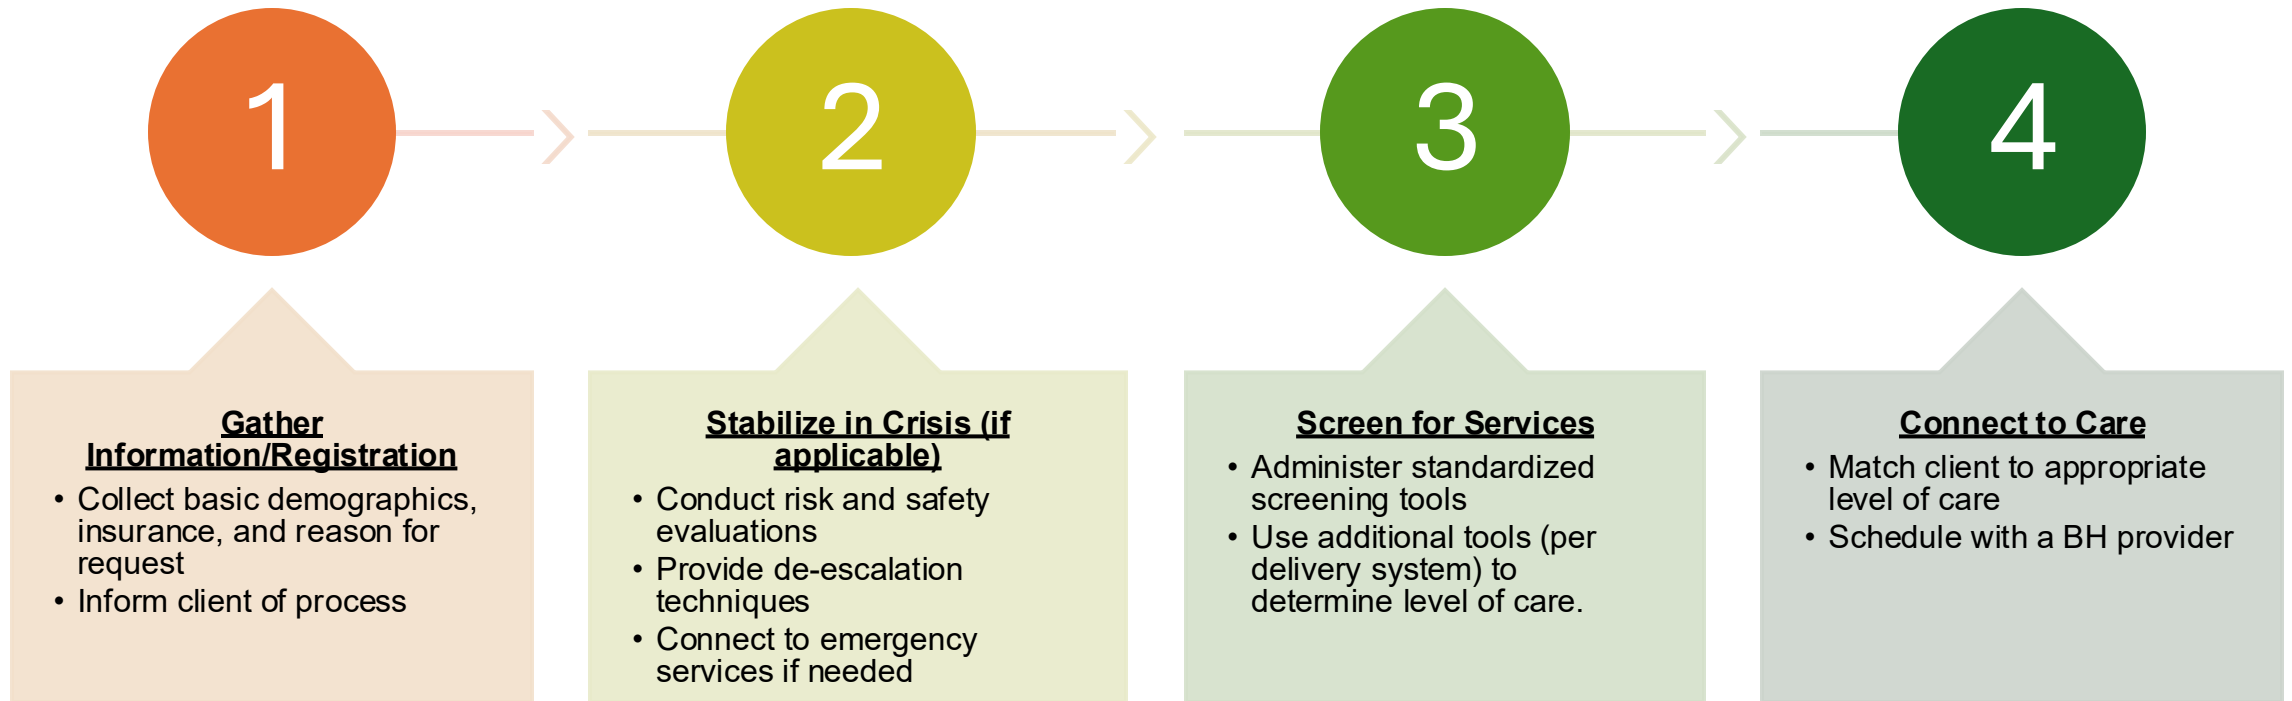 1
2
3
4
Gather
Information/Registration
• Collect basic demographics,
insurance, and reason for
request
• Inform client of process
Stabilize in Crisis (if
applicable)
• Conduct risk and safety
evaluations
• Provide de-escalation
techniques
• Connect to emergency
services if needed
Screen for Services
• Administer standardized
screening tools
• Use additional tools (per
delivery system) to
determine level of care.
Connect to Care
• Match client to appropriate
level of care
• Schedule with a BH provider